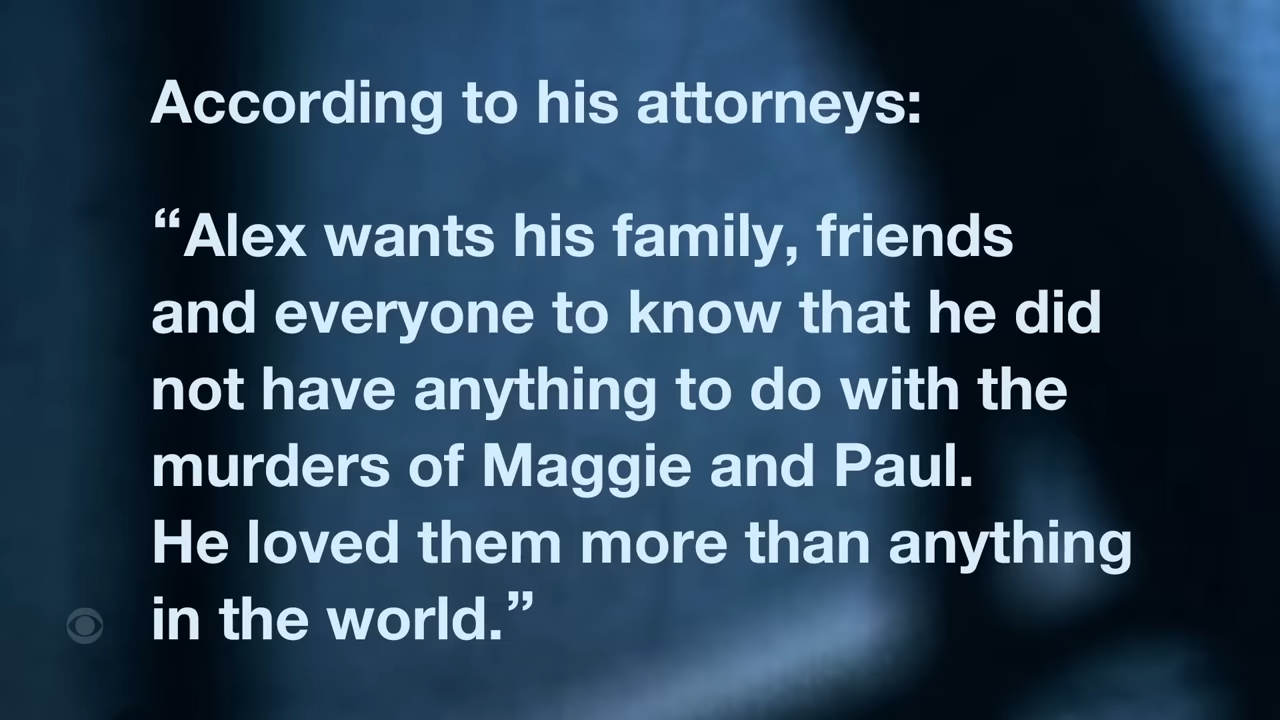 According to his attorneys:
“Alex wants his family, friends
and everyone to know that he did
not have anything to do with the
murders of Maggie and Paul.
He loved them more than anything
in the world.”